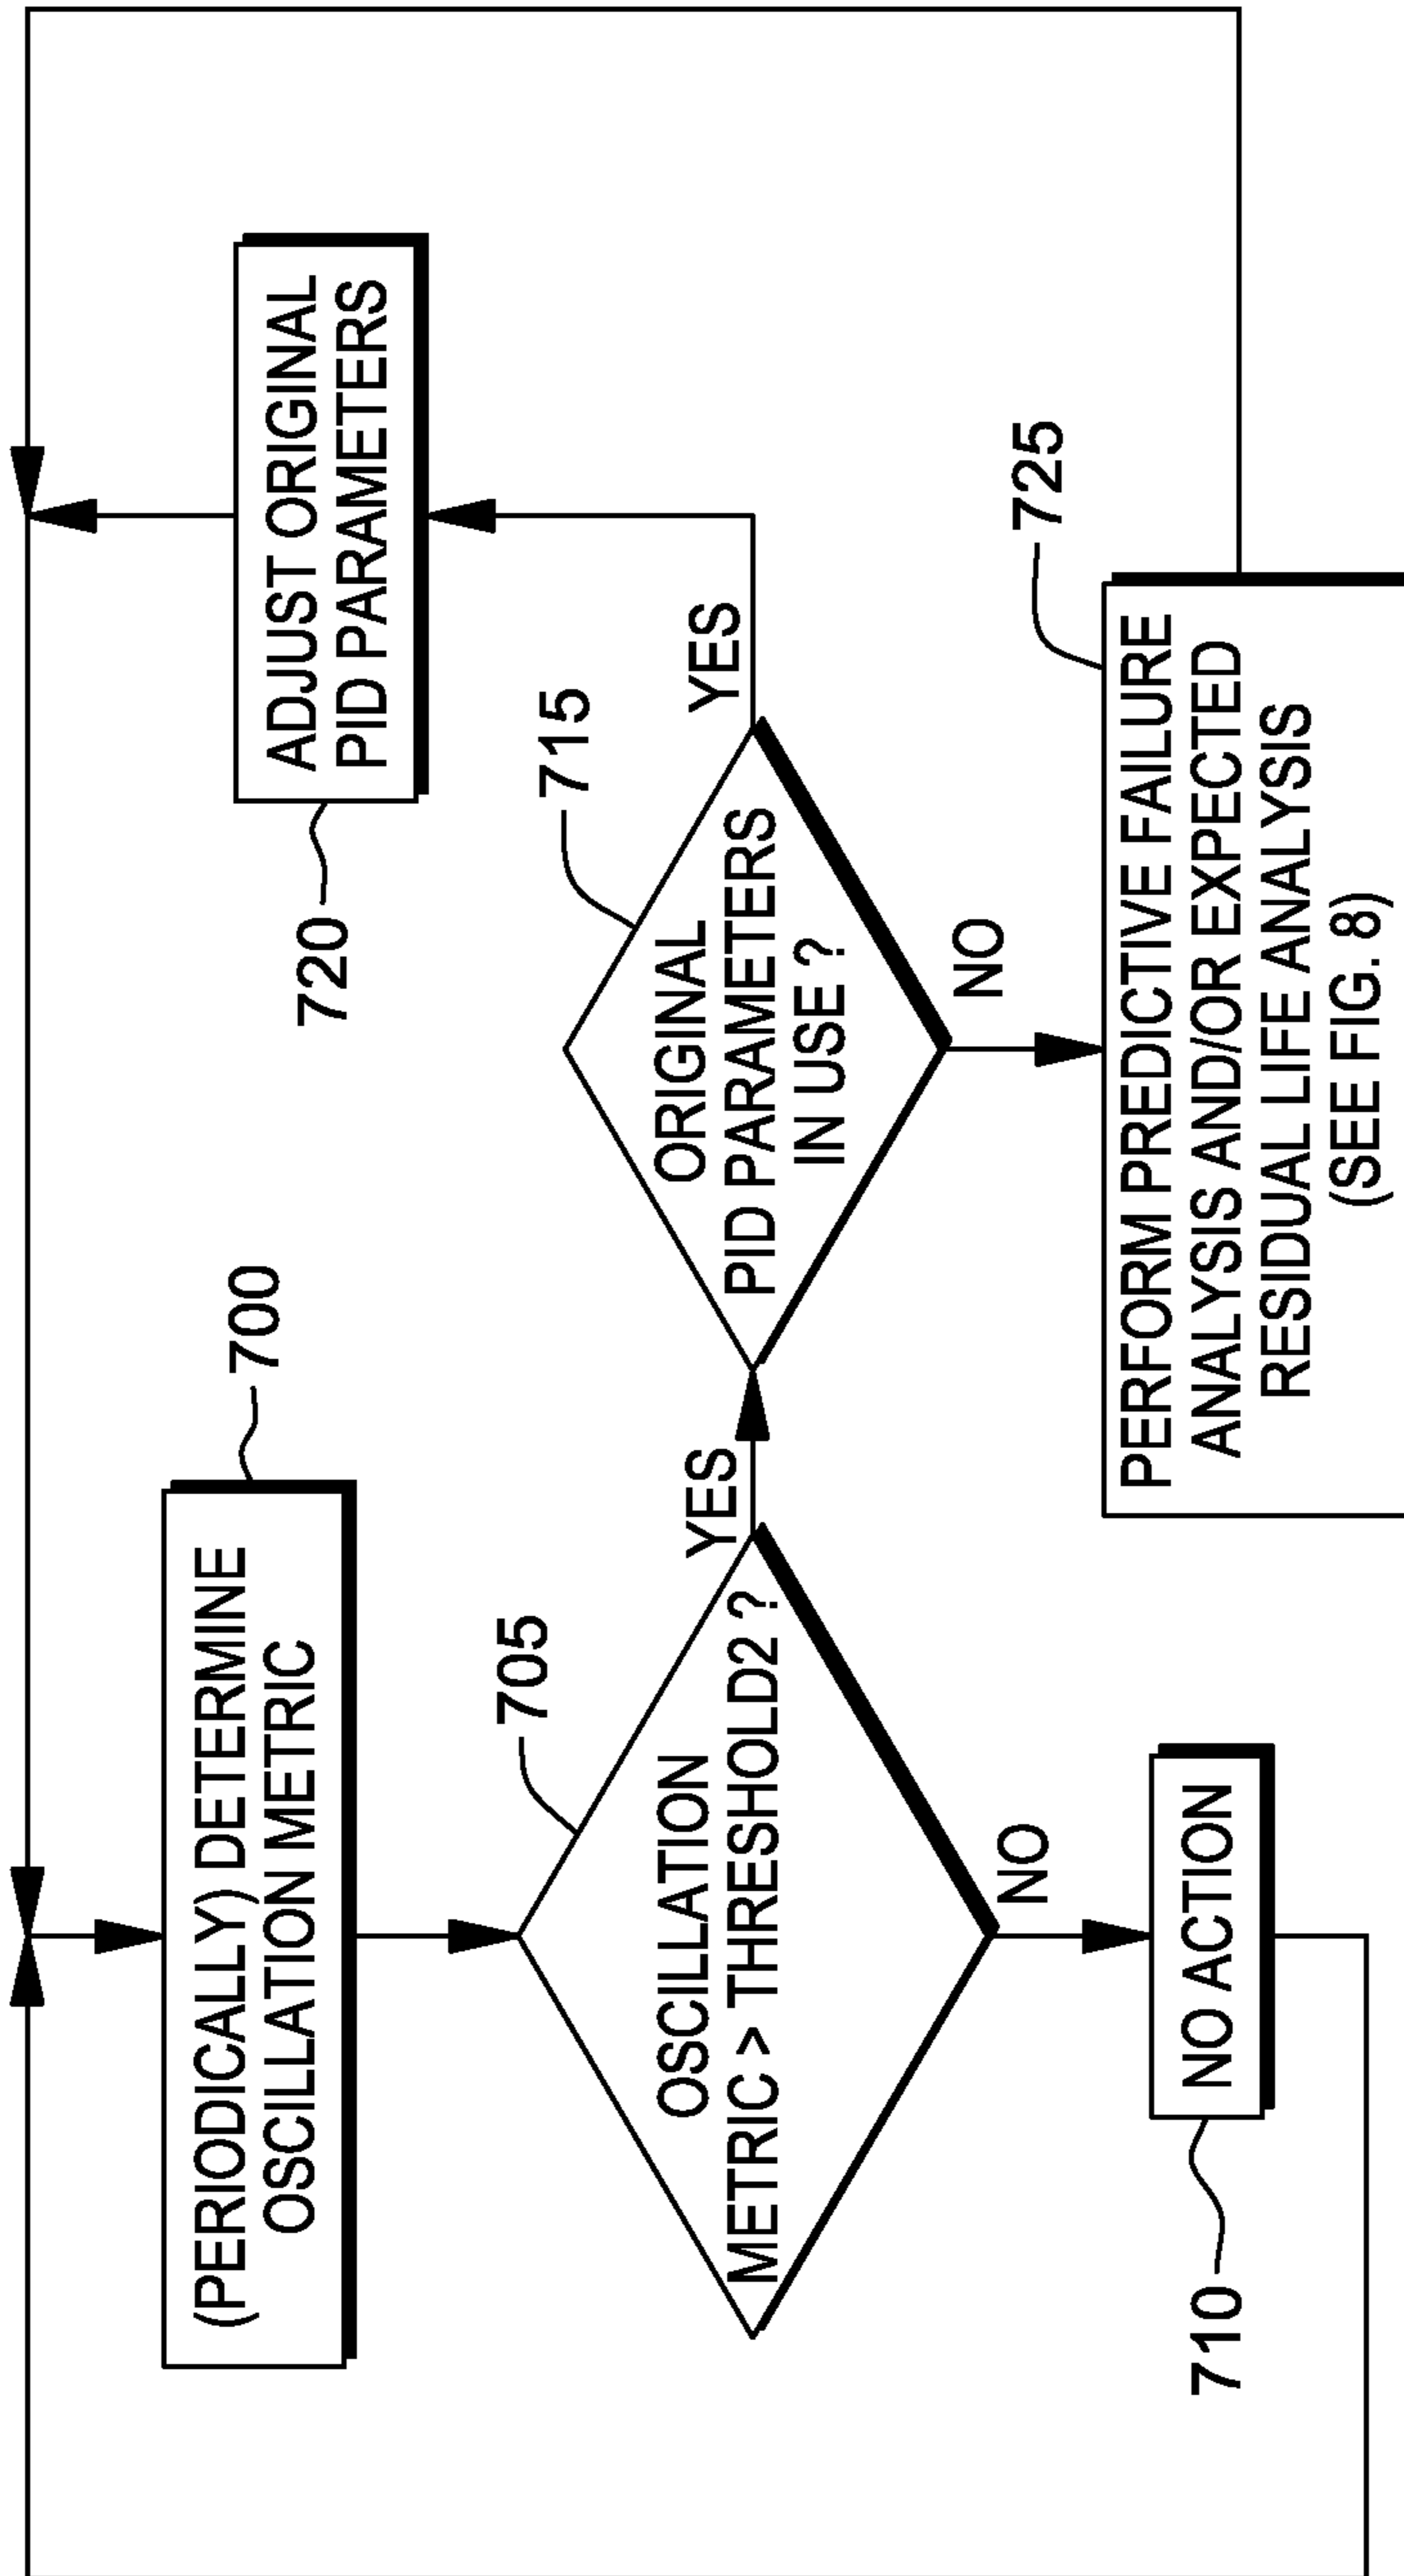 (PERIODICALLY) DETERMINE
OSCILLATION METRIC
700
OSCILLATION
METRIC > THRESHOLD2 ?
705
YES
NO
NO ACTION
710
ORIGINAL
PID PARAMETERS
IN USE ?
715
YES
NO
ADJUST ORIGINAL
PID PARAMETERS
720
PERFORM PREDICTIVE FAILURE
ANALYSIS AND/OR EXPECTED
RESIDUAL LIFE ANALYSIS
(SEE FIG. 8)
725